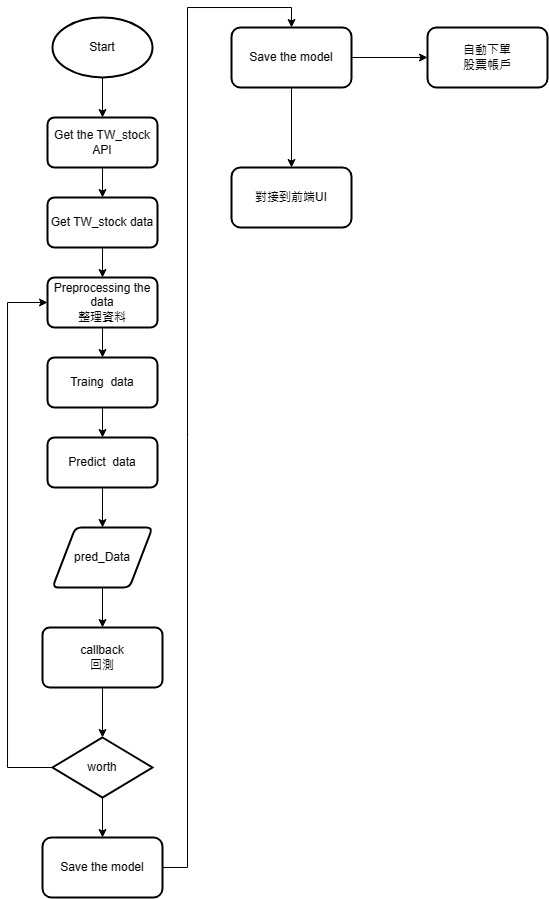 Start
Get the TW_stock
API
Get TW_stock data
Preprocessing the
data
整理資料
Traing  data
Predict  data
pred_Data
callback
回測
worth
Save the model
Save the model
自動下單
股票帳戶
對接到前端UI